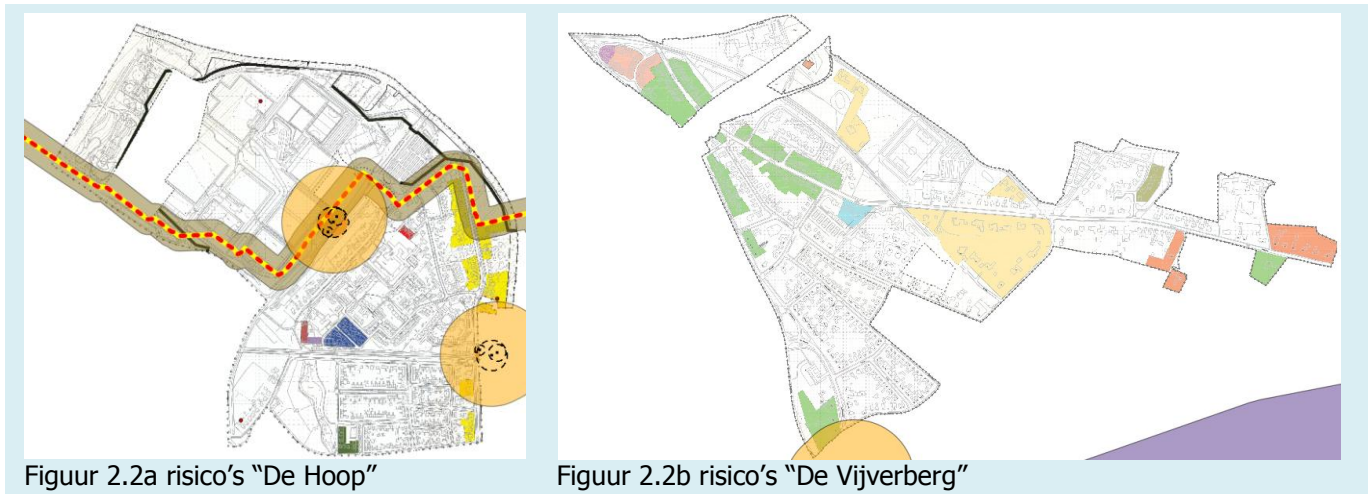 Figuur 2.2a risico’s “De Hoop”
Figuur 2.2b risico’s “De Vijverberg”